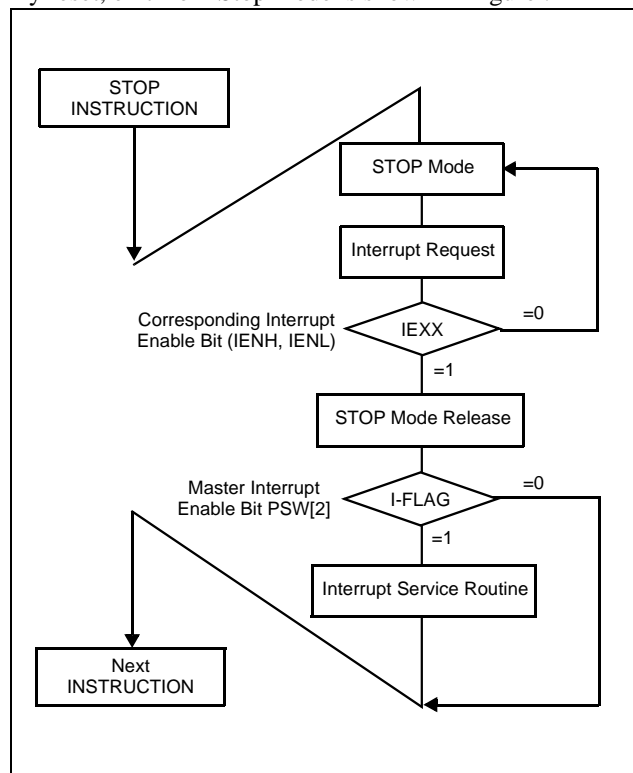 STOP
INSTRUCTION
STOP Mode
Interrupt Request
Corresponding Interrupt
Enable Bit (IENH, IENL)
IEXX
=0
=1
STOP Mode Release
Master Interrupt
Enable Bit PSW[2]
I-FLAG
=0
=1
Interrupt Service Routine
Next
INSTRUCTION